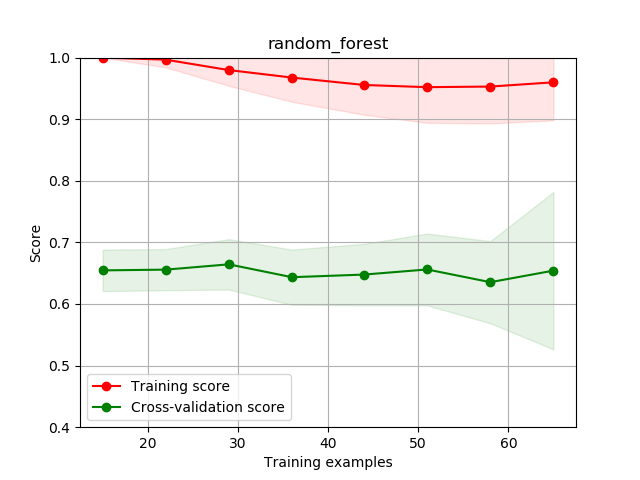 random_forest
1.0
0.9
0.8
0.7
0.6
0.5
0.4
Score
Training score
Cross-validation score
20 30 40 50 60
Training examples